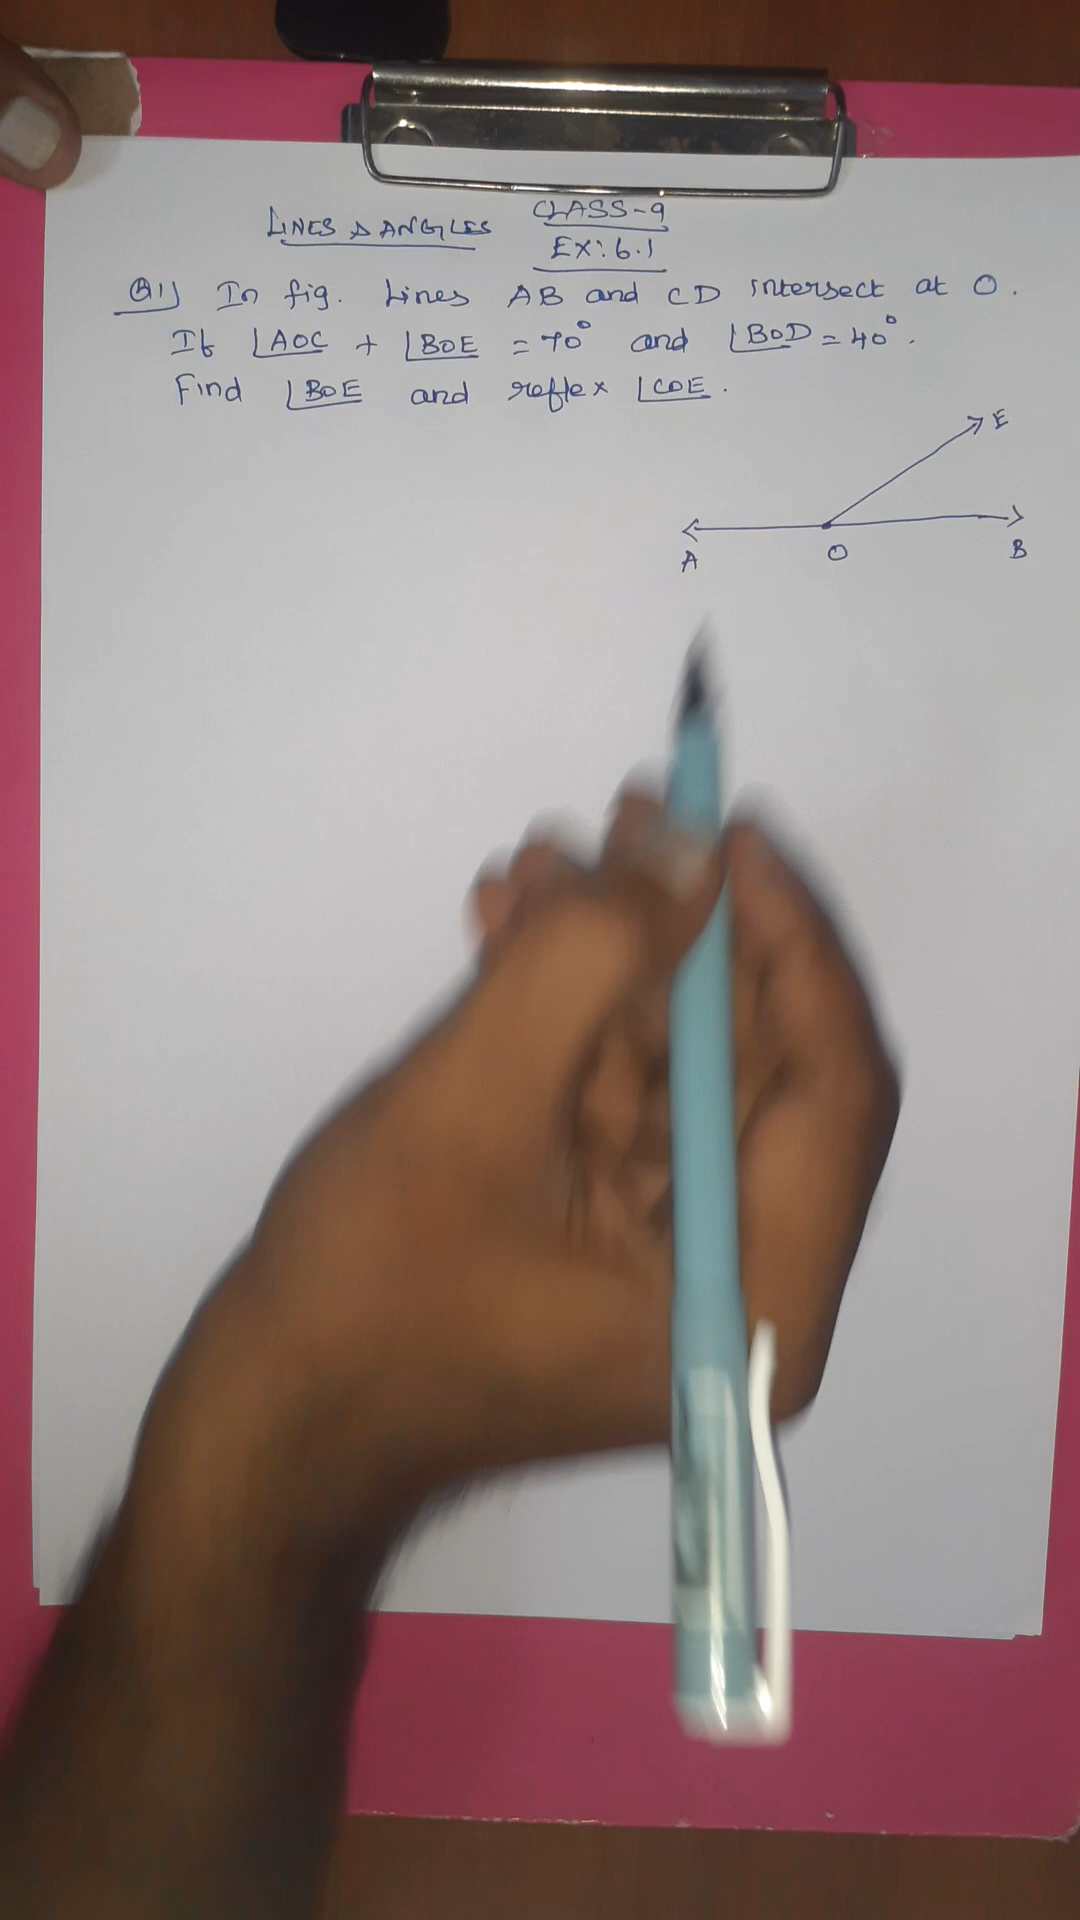 LINES & ANGLES CLASS-9
EX: 6.1
Q1) In fig. Lines AB and CD intersect at O.
If ∠AOC + ∠BOE = 70° and ∠BOD = 40°.
Find ∠BOE and reflex ∠COE.
E
A O B